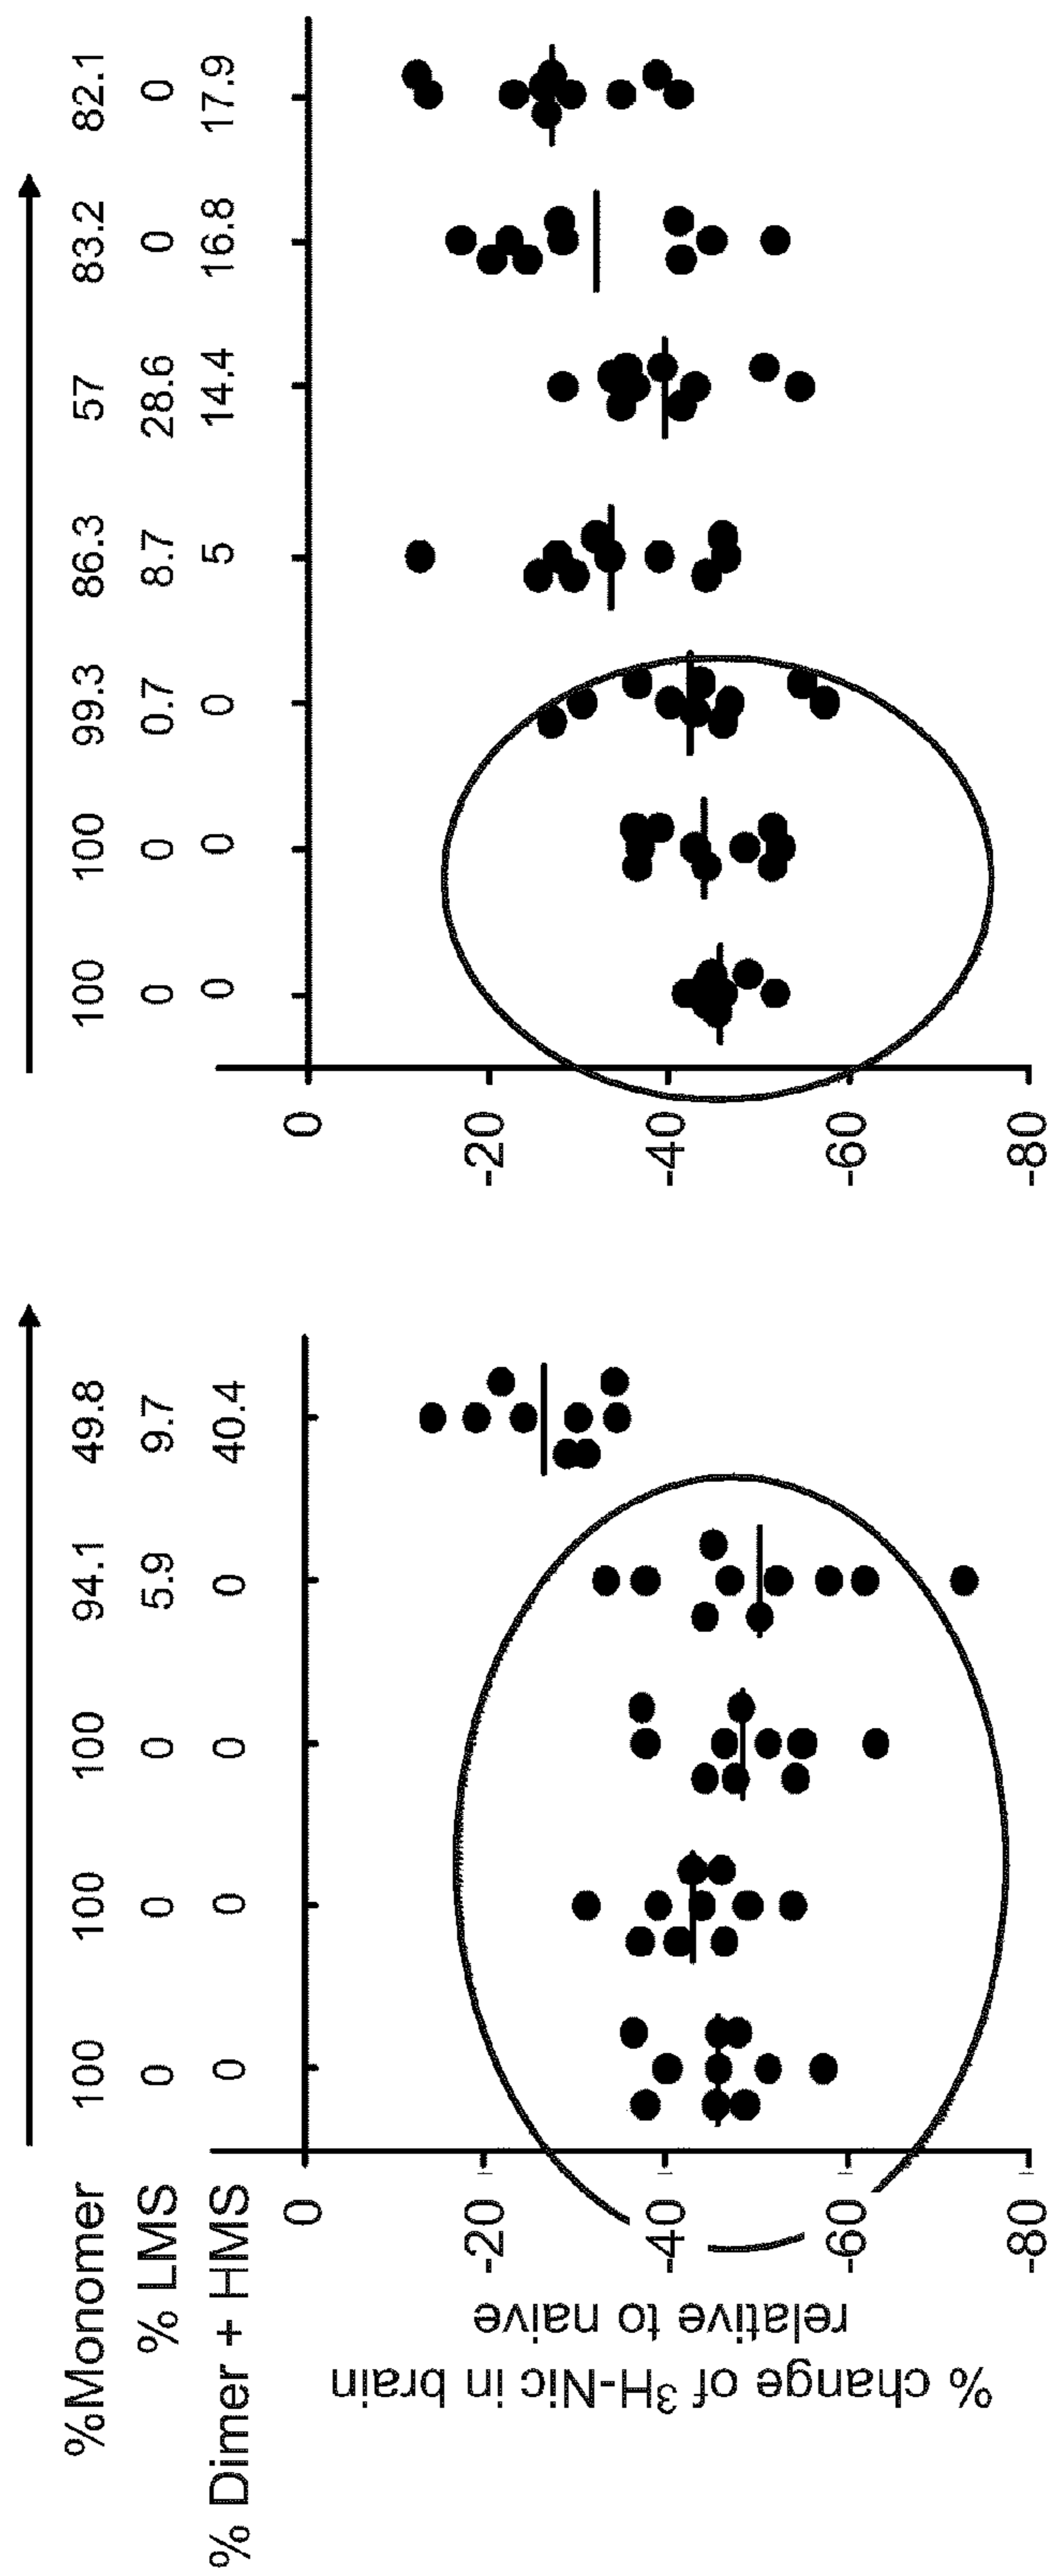 %Monomer 100 100 100 94.1 49.8 100 100 99.3 86.3 57 83.2 82.1
% LMS 0 0 0 5.9 9.7 0 0 0.7 8.7 28.6 0 0
% Dimer + HMS 0 0 0 0 40.4 0 0 0 5 14.4 16.8 17.9
% change of ³H-Nic in brain
relative to naive
0
-20
-40
-60
-80
0
-20
-40
-60
-80